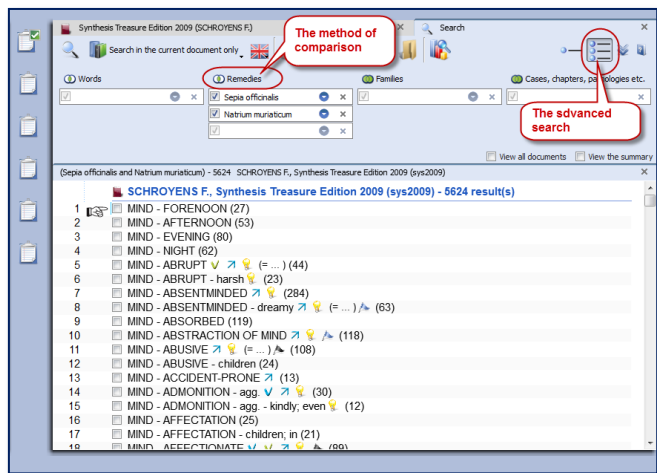 Synthesis Treasure Edition 2009 (SCHROYENS F.)
Search
The method of
comparison
Search in the current document only
Words
Remedies
Families
Cases, chapters, pathologies etc.
Sepia officinalis
Natrium muriaticum
The sdvanced
search
View all documents
View the summary
(Sepia officinalis and Natrium muriaticum) - 5624 SCHROYENS F., Synthesis Treasure Edition 2009 (sys2009)
SCHROYENS F., Synthesis Treasure Edition 2009 (sys2009) - 5624 result(s)
1 MIND - FORENOON (27)
2 MIND - AFTERNOON (53)
3 MIND - EVENING (80)
4 MIND - NIGHT (62)
5 MIND - ABRUPT (= ... ) (44)
6 MIND - ABRUPT - harsh (23)
7 MIND - ABSENTMINDED (284)
8 MIND - ABSENTMINDED - dreamy (= ... ) (63)
9 MIND - ABSORBED (119)
10 MIND - ABSTRACTION OF MIND (118)
11 MIND - ABUSIVE (= ... ) (108)
12 MIND - ABUSIVE - children (24)
13 MIND - ACCIDENT-PRONE (13)
14 MIND - ADMONITION - agg. (30)
15 MIND - ADMONITION - agg. - kindly; even (12)
16 MIND - AFFECTATION (25)
17 MIND - AFFECTATION - children; in (21)
18 MIND - AFFECTIONATE (89)